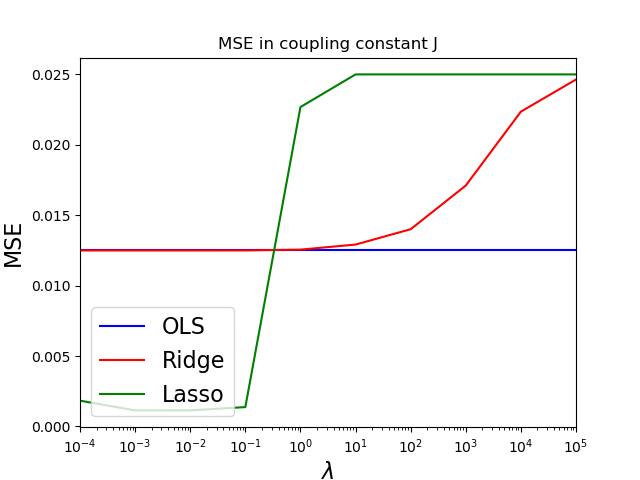 MSE in coupling constant J
MSE
0.025
0.020
0.015
0.010
0.005
0.000
OLS
Ridge
Lasso
10⁻⁴ 10⁻³ 10⁻² 10⁻¹ 10⁰ 10¹ 10² 10³ 10⁴ 10⁵
λ